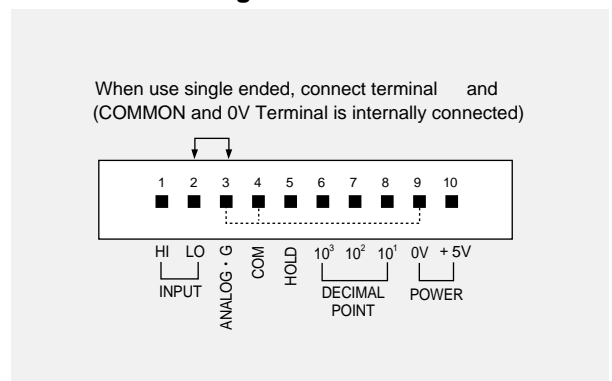 When use single ended, connect terminal and
(COMMON and 0V Terminal is internally connected)
1 2 3 4 5 6 7 8 9 10
HI LO ANALOG・G COM HOLD 10³ 10² 10¹ 0V +5V
INPUT DECIMAL POINT POWER